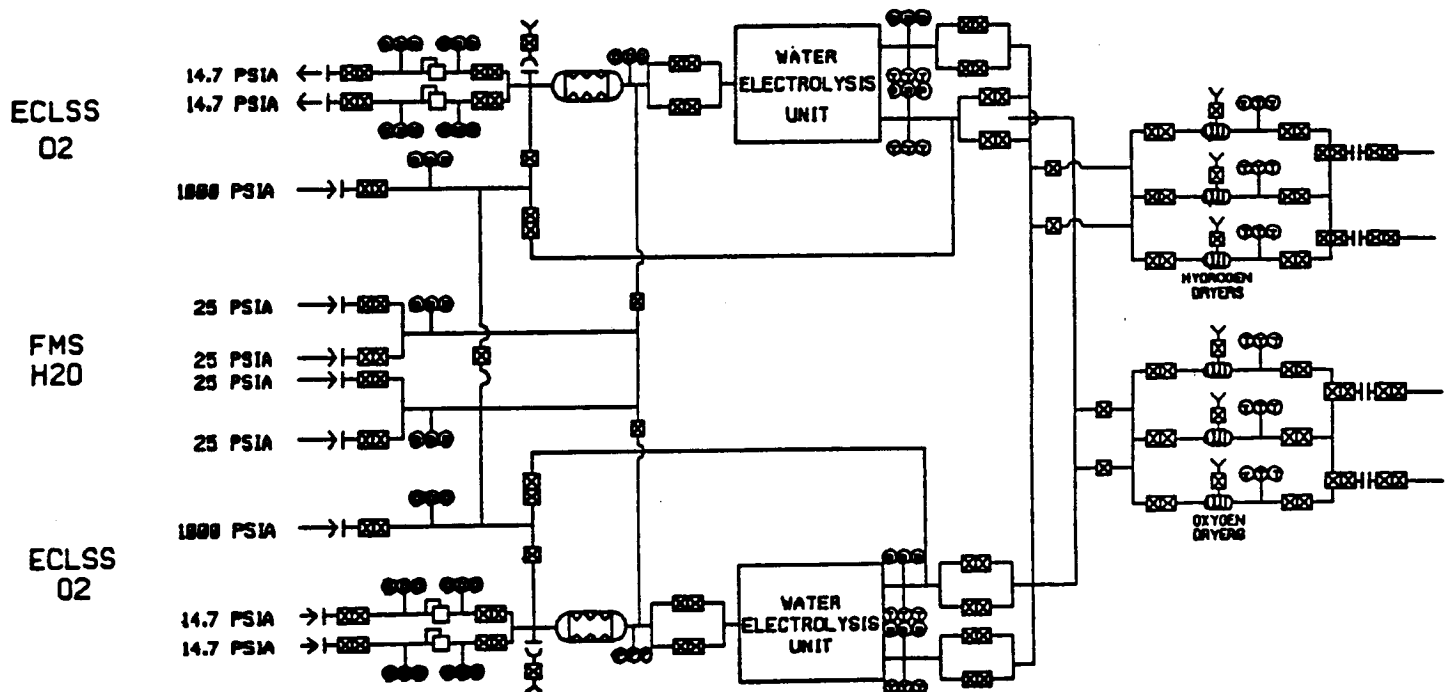 14.7 PSIA
14.7 PSIA
ECLSS
O2
1000 PSIA
WATER
ELECTROLYSIS
UNIT
HYDROGEN
DRYERS
25 PSIA
FMS
H2O
25 PSIA
25 PSIA
25 PSIA
OXYGEN
DRYERS
1000 PSIA
ECLSS
O2
14.7 PSIA
14.7 PSIA
WATER
ELECTROLYSIS
UNIT